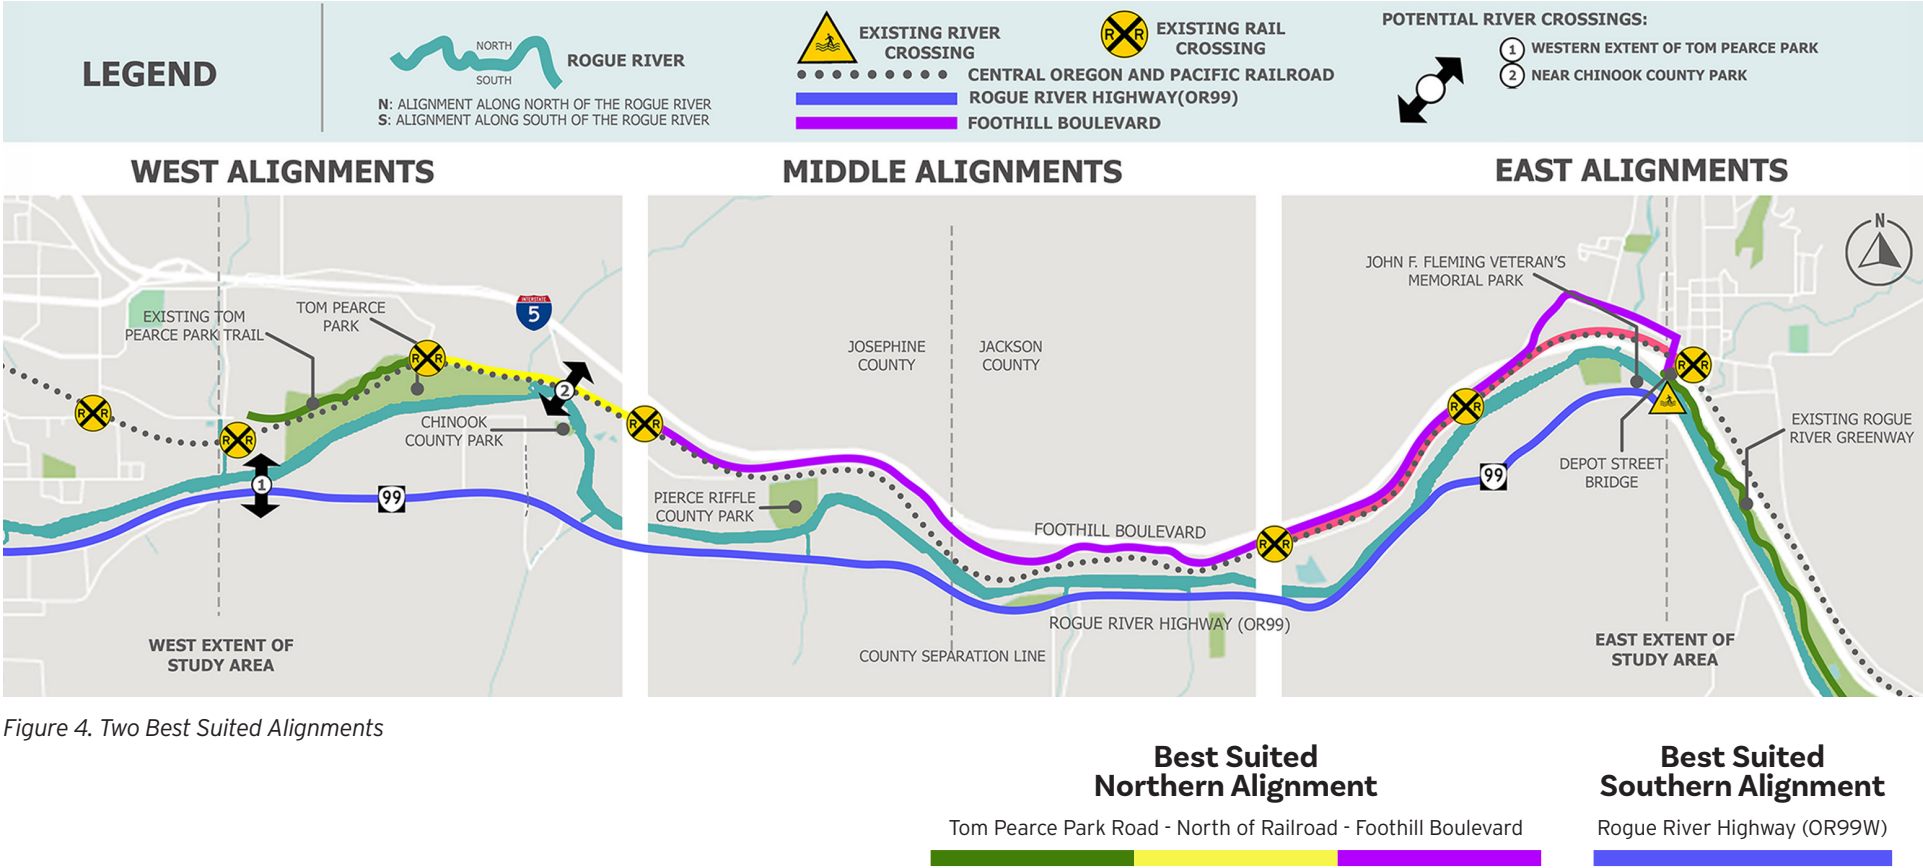 LEGEND
NORTH
SOUTH
ROGUE RIVER
N: ALIGNMENT ALONG NORTH OF THE ROGUE RIVER
S: ALIGNMENT ALONG SOUTH OF THE ROGUE RIVER
EXISTING RIVER
CROSSING
R R
EXISTING RAIL
CROSSING
CENTRAL OREGON AND PACIFIC RAILROAD
ROGUE RIVER HIGHWAY(OR99)
FOOTHILL BOULEVARD
POTENTIAL RIVER CROSSINGS:
1 WESTERN EXTENT OF TOM PEARCE PARK
2 NEAR CHINOOK COUNTY PARK
WEST ALIGNMENTS
MIDDLE ALIGNMENTS
EAST ALIGNMENTS
EXISTING TOM
PEARCE PARK TRAIL
TOM PEARCE
PARK
INTERSTATE
5
R R
R R
R R
2
CHINOOK
COUNTY PARK
1
99
WEST EXTENT OF
STUDY AREA
R R
JOSEPHINE
COUNTY
JACKSON
COUNTY
PIERCE RIFFLE
COUNTY PARK
FOOTHILL BOULEVARD
ROGUE RIVER HIGHWAY (OR99)
COUNTY SEPARATION LINE
R R
N
JOHN F. FLEMING VETERAN'S
MEMORIAL PARK
R R
R R
99
DEPOT STREET
BRIDGE
EXISTING ROGUE
RIVER GREENWAY
EAST EXTENT OF
STUDY AREA
Figure 4. Two Best Suited Alignments
Best Suited
Northern Alignment
Tom Pearce Park Road - North of Railroad - Foothill Boulevard
Best Suited
Southern Alignment
Rogue River Highway (OR99W)